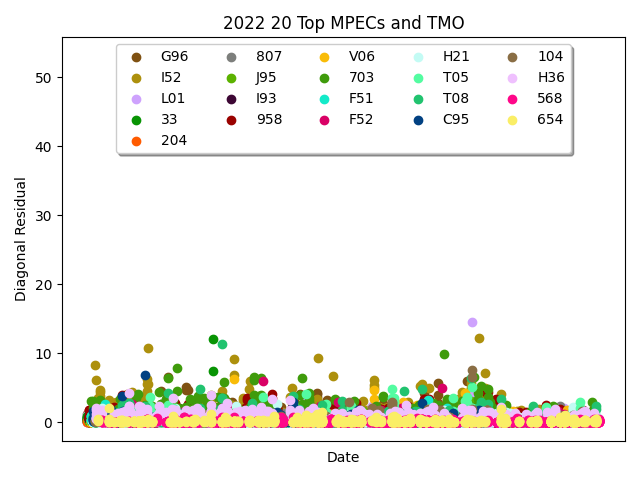 2022 20 Top MPECs and TMO
G96 807 V06 H21 104
I52 J95 703 T05 H36
L01 I93 F51 T08 568
33 958 F52 C95 654
204
50
40
30
20
10
0
Diagonal Residual
Date